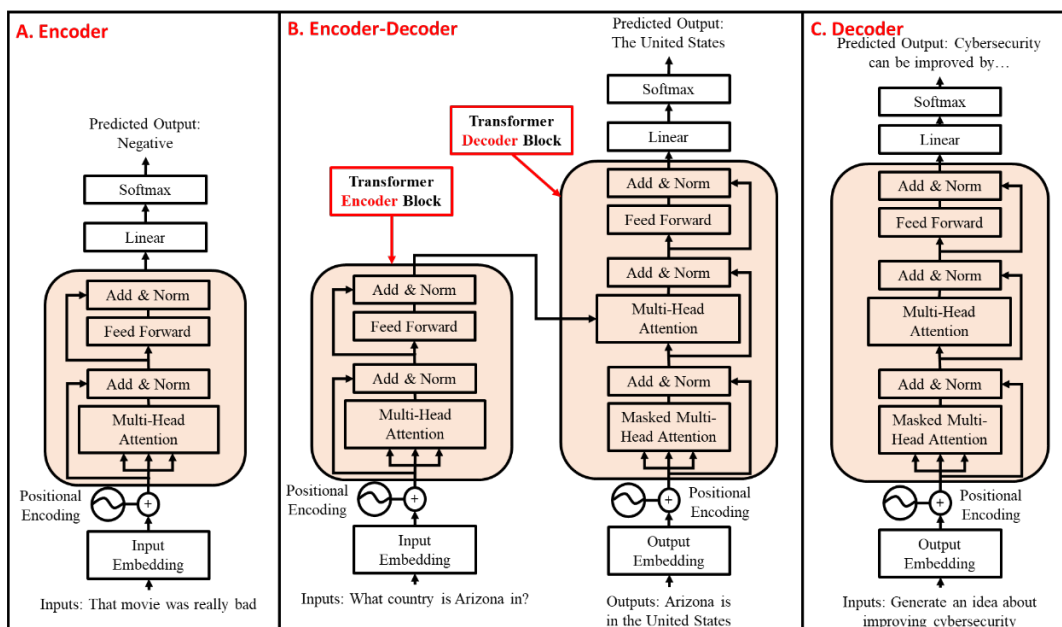 A. Encoder
Predicted Output:
Negative
Softmax
Linear
Add & Norm
Feed Forward
Add & Norm
Multi-Head
Attention
Positional
Encoding
+
Input
Embedding
Inputs: That movie was really bad
B. Encoder-Decoder
Transformer
Encoder Block
Add & Norm
Feed Forward
Add & Norm
Multi-Head
Attention
Positional
Encoding
+
Input
Embedding
Inputs: What country is Arizona in?
Predicted Output:
The United States
Softmax
Linear
Transformer
Decoder Block
Add & Norm
Feed Forward
Add & Norm
Multi-Head
Attention
Add & Norm
Masked Multi-
Head Attention
+
Positional
Encoding
Output
Embedding
Outputs: Arizona is
in the United States
C. Decoder
Predicted Output: Cybersecurity
can be improved by…
Softmax
Linear
Add & Norm
Feed Forward
Add & Norm
Multi-Head
Attention
Add & Norm
Masked Multi-
Head Attention
+
Positional
Encoding
Output
Embedding
Inputs: Generate an idea about
improving cybersecurity